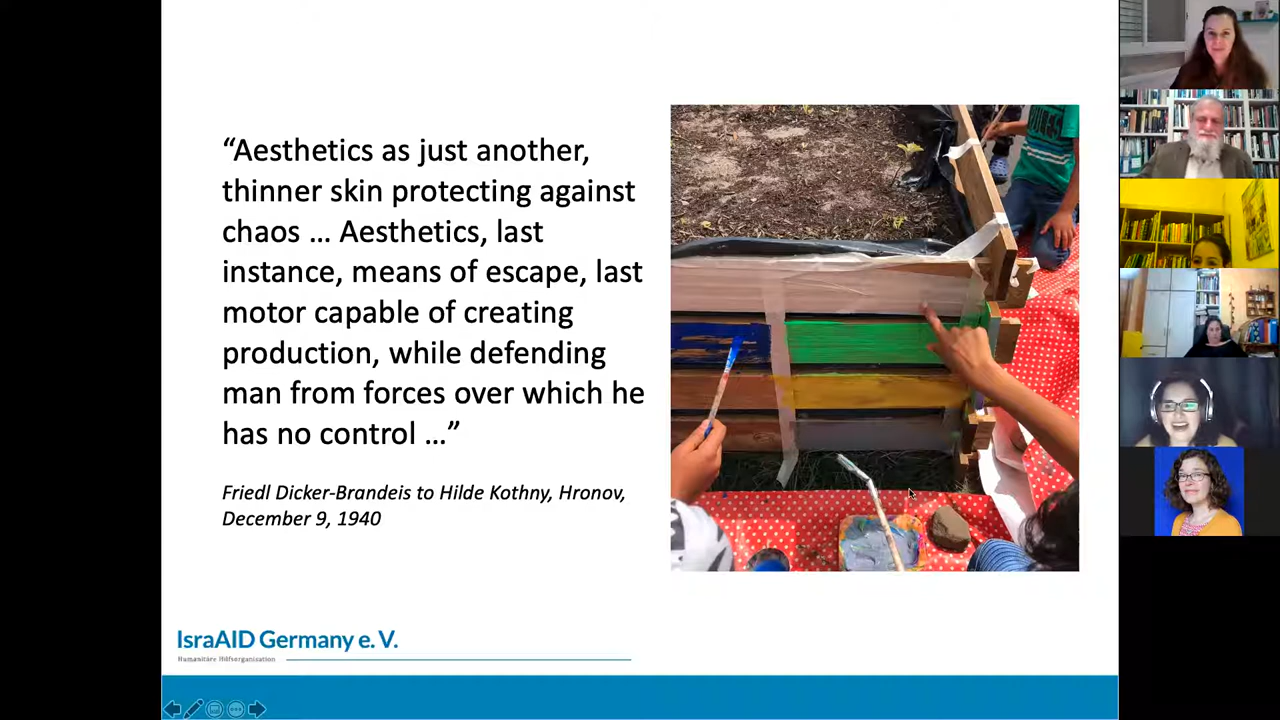 “Aesthetics as just another,
thinner skin protecting against
chaos … Aesthetics, last
instance, means of escape, last
motor capable of creating
production, while defending
man from forces over which he
has no control …”
Friedl Dicker-Brandeis to Hilde Kothny, Hronov,
December 9, 1940
IsraAID Germany e. V.
Humanitäre Hilfsorganisation